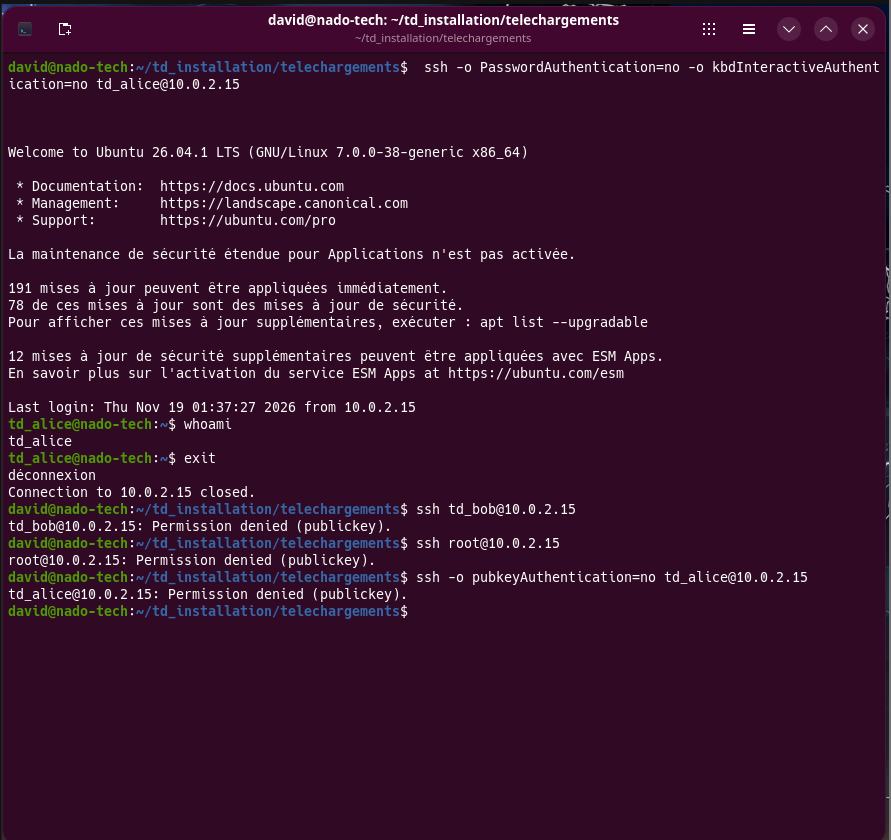 david@nado-tech: ~/td_installation/telechargements
~/td_installation/telechargements
david@nado-tech:~/td_installation/telechargements$  ssh -o PasswordAuthentication=no -o kbdInteractiveAuthent
ication=no td_alice@10.0.2.15
Welcome to Ubuntu 26.04.1 LTS (GNU/Linux 7.0.0-38-generic x86_64)
 * Documentation:  https://docs.ubuntu.com
 * Management:     https://landscape.canonical.com
 * Support:        https://ubuntu.com/pro
La maintenance de sécurité étendue pour Applications n'est pas activée.
191 mises à jour peuvent être appliquées immédiatement.
78 de ces mises à jour sont des mises à jour de sécurité.
Pour afficher ces mises à jour supplémentaires, exécuter : apt list --upgradable
12 mises à jour de sécurité supplémentaires peuvent être appliquées avec ESM Apps.
En savoir plus sur l'activation du service ESM Apps at https://ubuntu.com/esm
Last login: Thu Nov 19 01:37:27 2026 from 10.0.2.15
td_alice@nado-tech:~$ whoami
td_alice
td_alice@nado-tech:~$ exit
déconnexion
Connection to 10.0.2.15 closed.
david@nado-tech:~/td_installation/telechargements$ ssh td_bob@10.0.2.15
td_bob@10.0.2.15: Permission denied (publickey).
david@nado-tech:~/td_installation/telechargements$ ssh root@10.0.2.15
root@10.0.2.15: Permission denied (publickey).
david@nado-tech:~/td_installation/telechargements$ ssh -o pubkeyAuthentication=no td_alice@10.0.2.15
td_alice@10.0.2.15: Permission denied (publickey).
david@nado-tech:~/td_installation/telechargements$